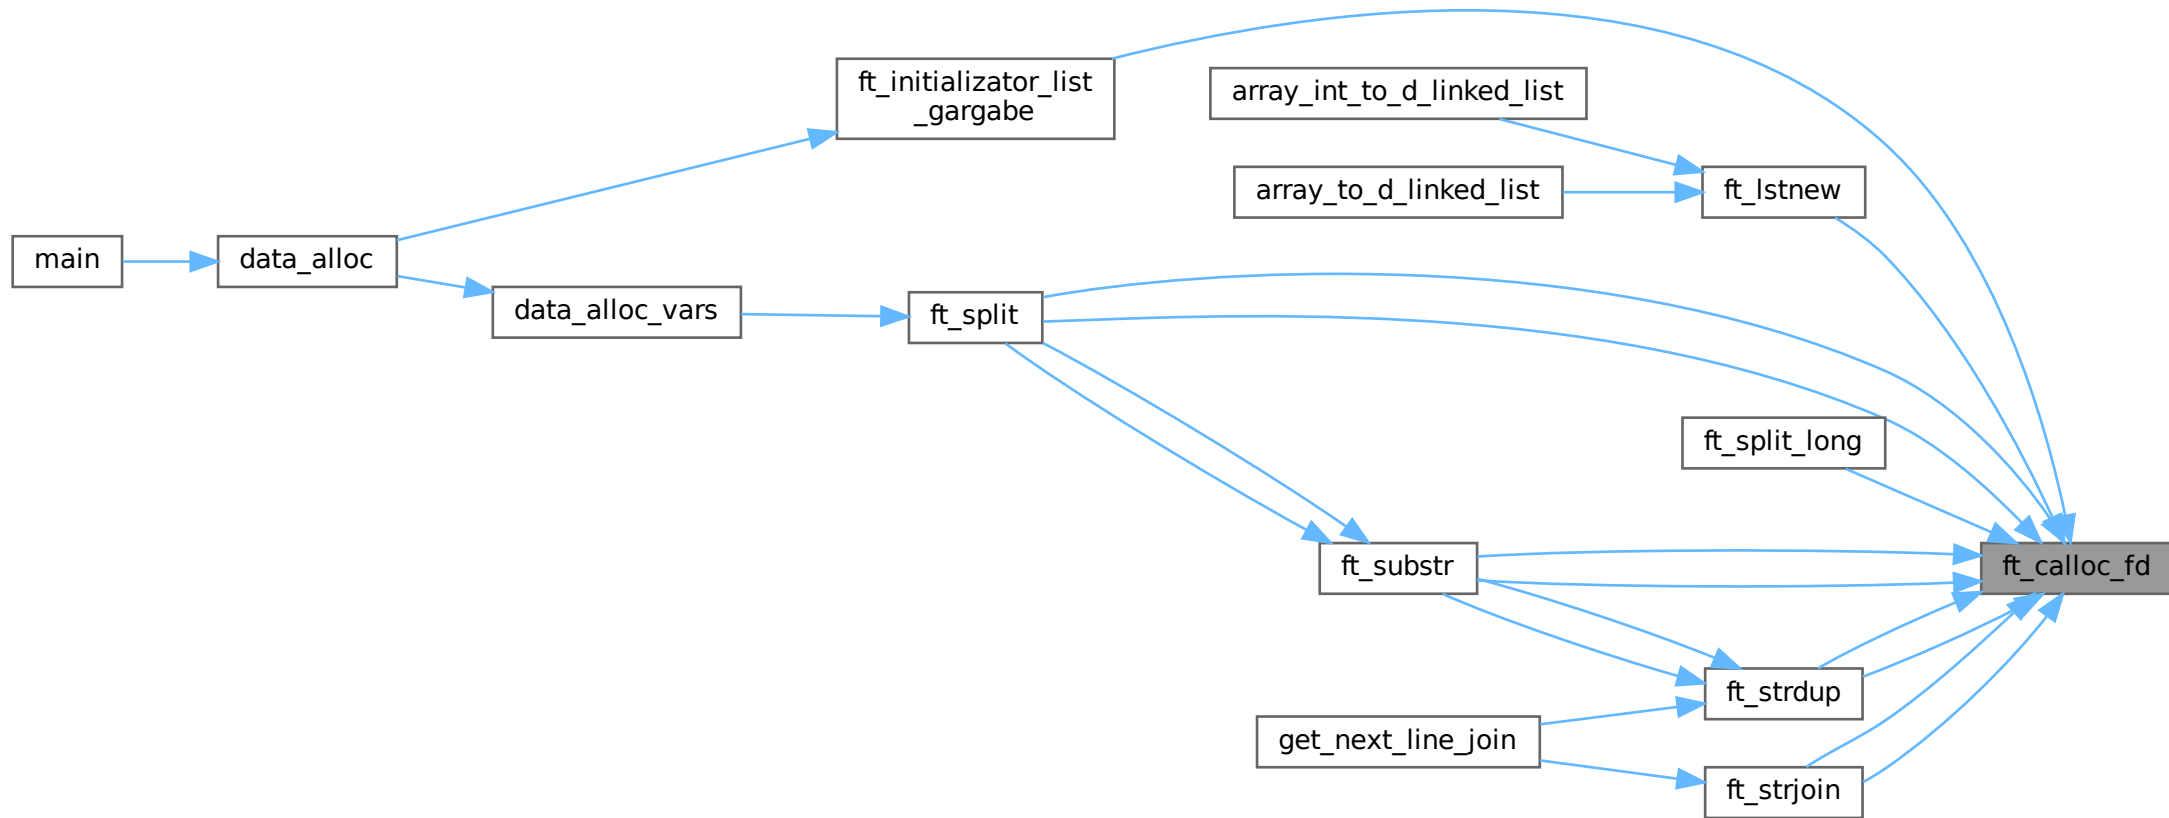 ft_initializator_list
_gargabe
array_int_to_d_linked_list
array_to_d_linked_list
ft_lstnew
main
data_alloc
data_alloc_vars
ft_split
ft_split_long
ft_substr
ft_calloc_fd
ft_strdup
get_next_line_join
ft_strjoin